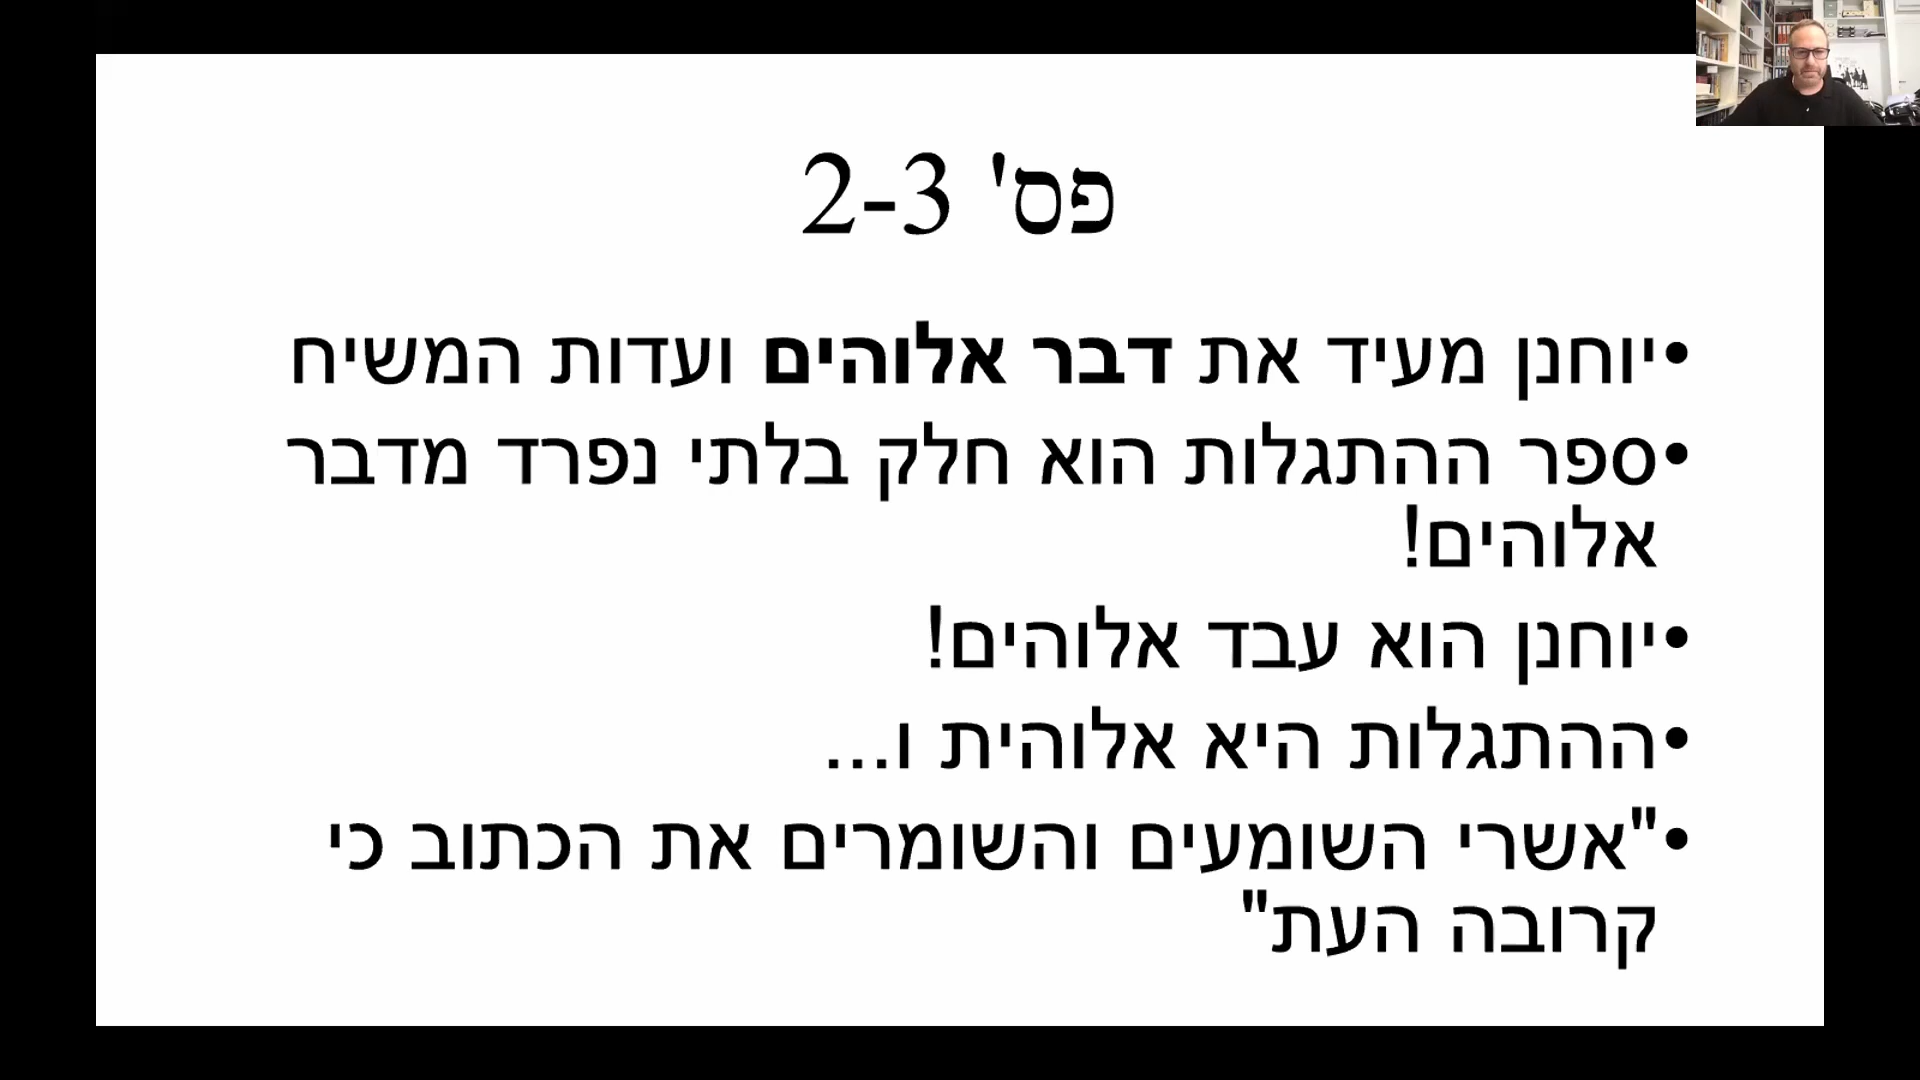 פס' 2-3
•יוחנן מעיד את דבר אלוהים ועדות המשיח
•ספר ההתגלות הוא חלק בלתי נפרד מדבר
אלוהים!
•יוחנן הוא עבד אלוהים!
•ההתגלות היא אלוהית ו...
•"אשרי השומעים והשומרים את הכתוב כי
קרובה העת"